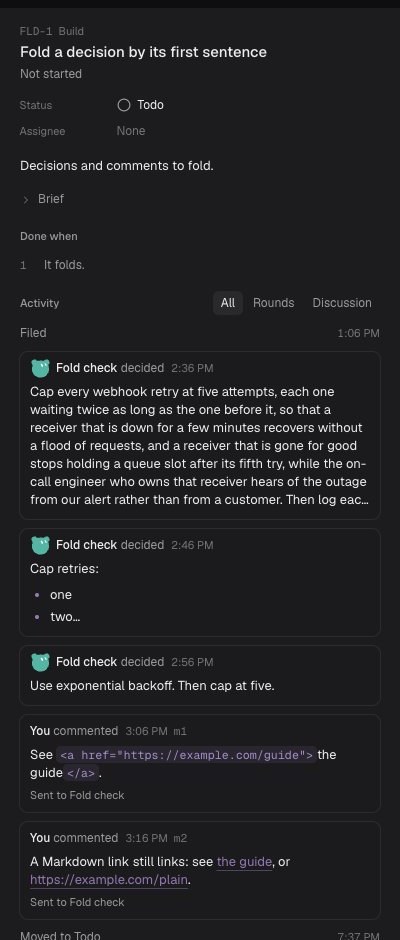 FLD-1 Build
Fold a decision by its first sentence
Not started
Status Todo
Assignee None
Decisions and comments to fold.
Brief
Done when
1 It folds.
Activity All Rounds Discussion
Filed 1:06 PM
Fold check decided 2:36 PM
Cap every webhook retry at five attempts, each one
waiting twice as long as the one before it, so that a
receiver that is down for a few minutes recovers without
a flood of requests, and a receiver that is gone for good
stops holding a queue slot after its fifth try, while the on-
call engineer who owns that receiver hears of the outage
from our alert rather than from a customer. Then log eac...
Fold check decided 2:46 PM
Cap retries:
• one
• two...
Fold check decided 2:56 PM
Use exponential backoff. Then cap at five.
You commented 3:06 PM m1
See <a href="https://example.com/guide"> the
guide </a>.
Sent to Fold check
You commented 3:16 PM m2
A Markdown link still links: see the guide, or
https://example.com/plain.
Sent to Fold check
Moved to Todo 7:37 PM